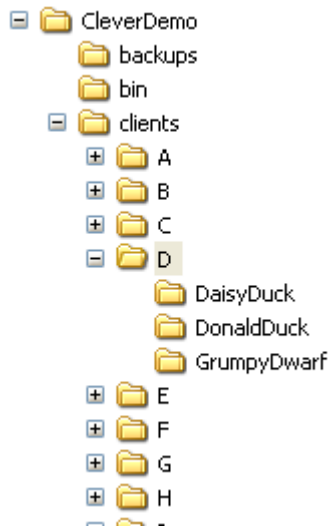 CleverDemo
backups
bin
clients
A
B
C
D
DaisyDuck
DonaldDuck
GrumpyDwarf
E
F
G
H